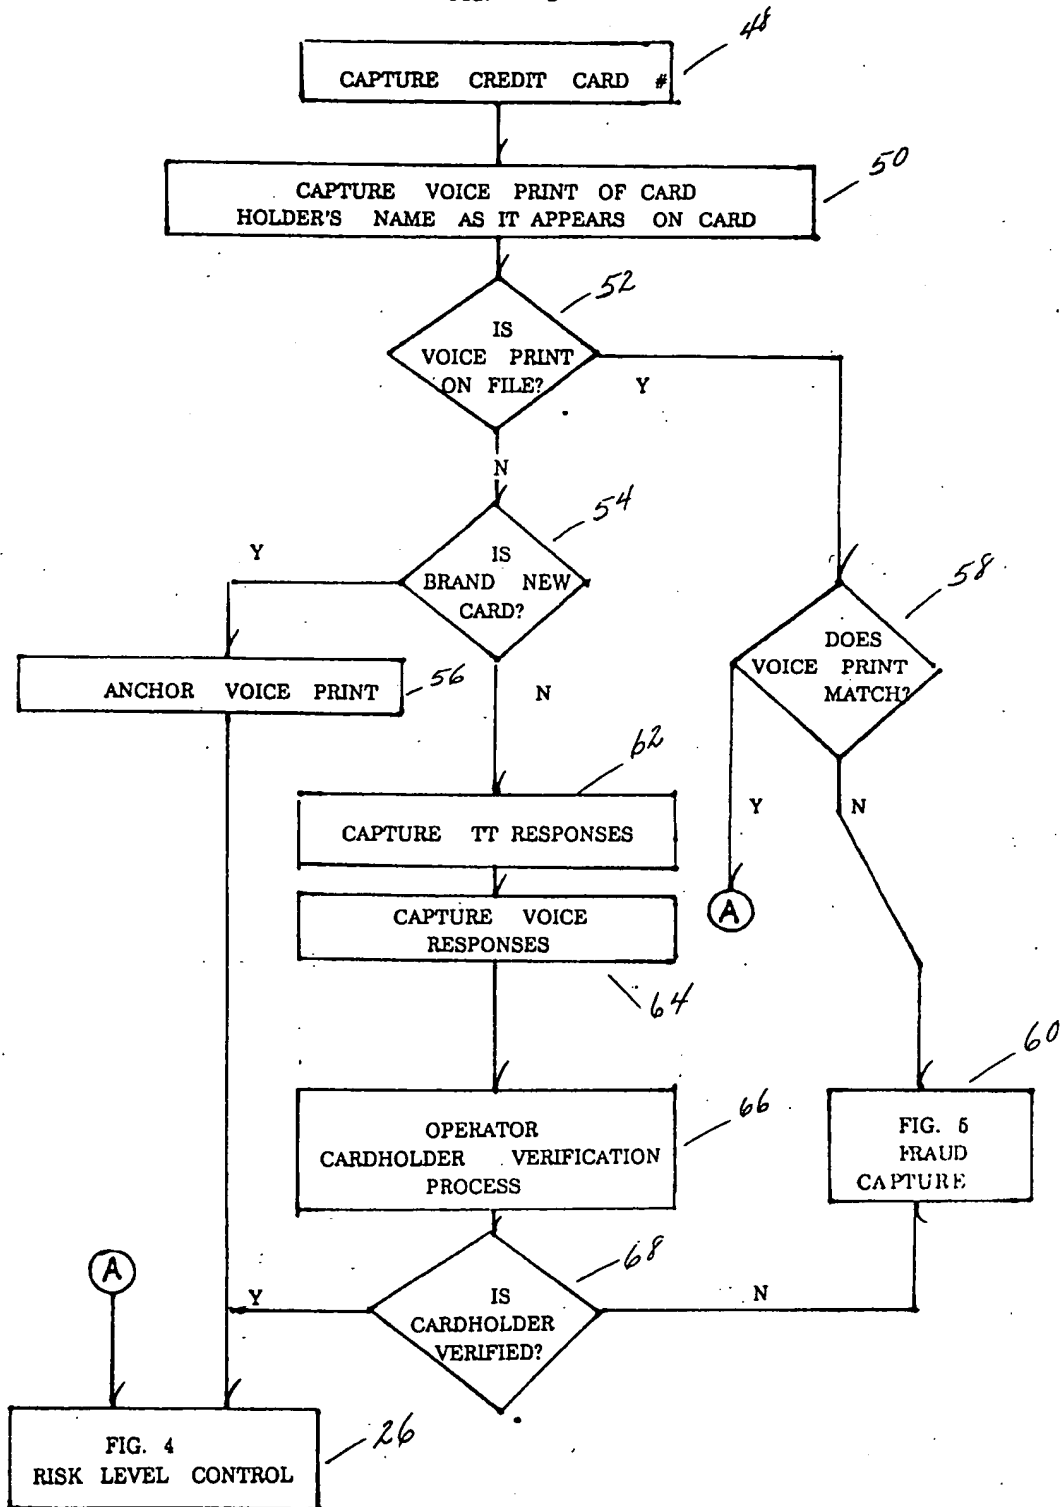 48
CAPTURE CREDIT CARD #
50
CAPTURE VOICE PRINT OF CARD
HOLDER'S NAME AS IT APPEARS ON CARD
52
IS
VOICE PRINT
ON FILE?
Y
N
54
Y
IS
BRAND NEW
CARD?
58
DOES
VOICE PRINT
MATCH?
ANCHOR VOICE PRINT
56
N
62
CAPTURE TT RESPONSES
Y
N
A
CAPTURE VOICE
RESPONSES
64
60
66
OPERATOR
CARDHOLDER VERIFICATION
PROCESS
FIG. 5
FRAUD
CAPTURE
A
68
Y
IS
CARDHOLDER
VERIFIED?
N
FIG. 4
RISK LEVEL CONTROL
26